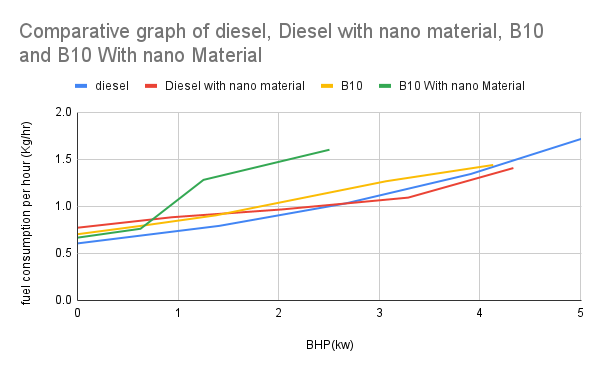 Comparative graph of diesel, Diesel with nano material, B10
and B10 With nano Material
diesel Diesel with nano material B10 B10 With nano Material
fuel consumption per hour (Kg/hr)
2.0
1.5
1.0
0.5
0.0
0 1 2 3 4 5
BHP(kw)